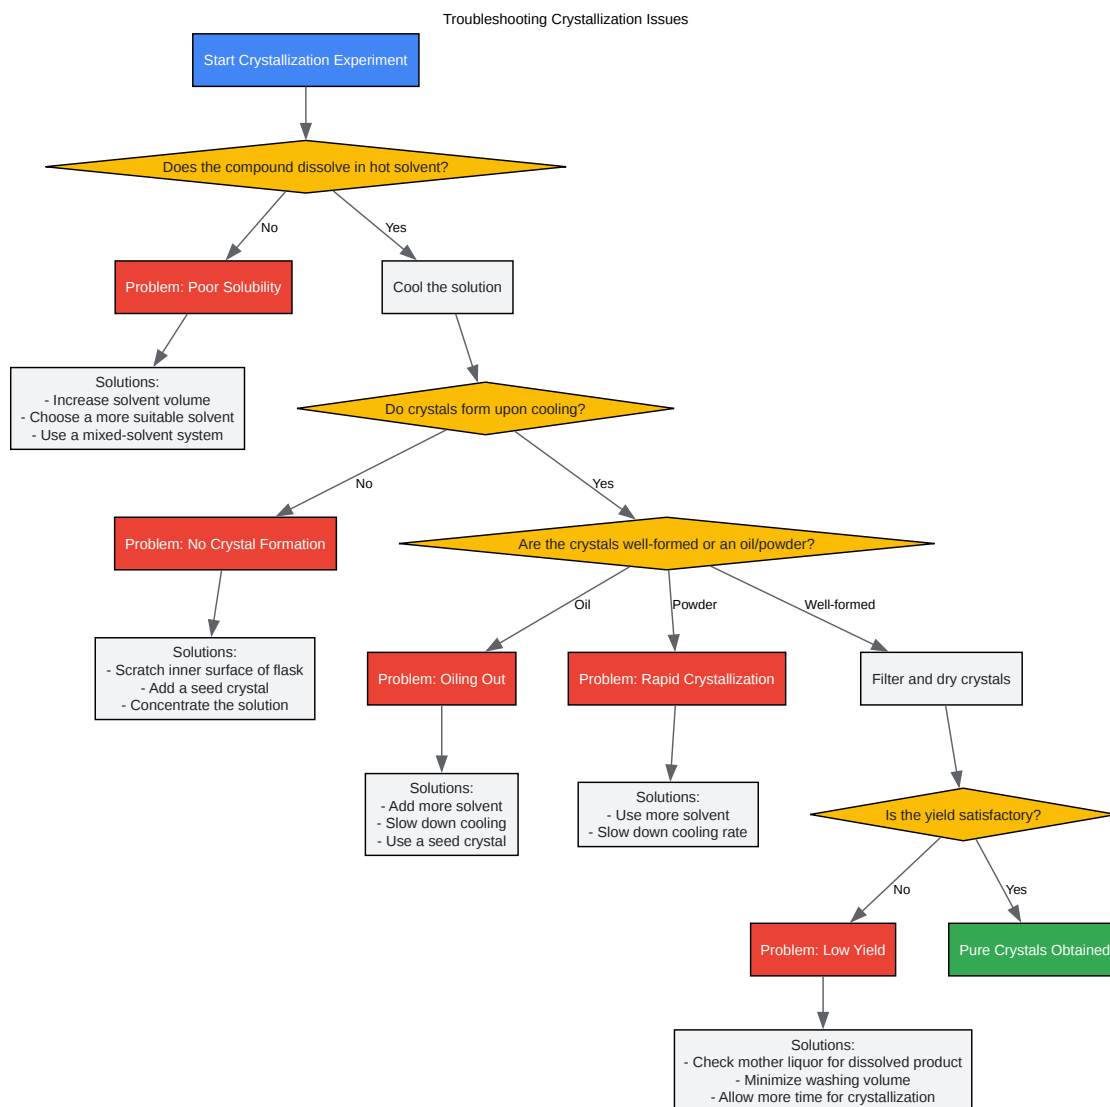 Troubleshooting Crystallization Issues
Start Crystallization Experiment
Does the compound dissolve in hot solvent?
No
Yes
Problem: Poor Solubility
Cool the solution
Solutions:
- Increase solvent volume
- Choose a more suitable solvent
- Use a mixed-solvent system
Do crystals form upon cooling?
No
Yes
Problem: No Crystal Formation
Are the crystals well-formed or an oil/powder?
Solutions:
- Scratch inner surface of flask
- Add a seed crystal
- Concentrate the solution
Oil
Powder
Well-formed
Problem: Oiling Out
Problem: Rapid Crystallization
Filter and dry crystals
Solutions:
- Add more solvent
- Slow down cooling
- Use a seed crystal
Solutions:
- Use more solvent
- Slow down cooling rate
Is the yield satisfactory?
No
Yes
Problem: Low Yield
Pure Crystals Obtained
Solutions:
- Check mother liquor for dissolved product
- Minimize washing volume
- Allow more time for crystallization